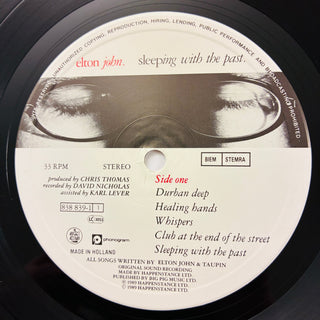 UNAUTHORIZED COPYING, REPRODUCTION, HIRING, LENDING, PUBLIC PERFORMANCE AND BROADCASTING PROHIBITED
elton john. sleeping with the past.
33 RPM STEREO
BIEM STEMRA
produced by CHRIS THOMAS
recorded by DAVID NICHOLAS
assisted by KARL LEVER
838 839-1 1
phonogram
MADE IN HOLLAND
Side one
Durban deep
Healing hands
Whispers
Club at the end of the street
Sleeping with the past
ALL SONGS WRITTEN BY ELTON JOHN & TAUPIN
ORIGINAL SOUND RECORDING
MADE BY HAPPENSTANCE LTD.
PUBLISHED BY BIG PIG MUSIC LTD
℗ 1989 HAPPENSTANCE LTD.
© 1989 HAPPENSTANCE LTD.